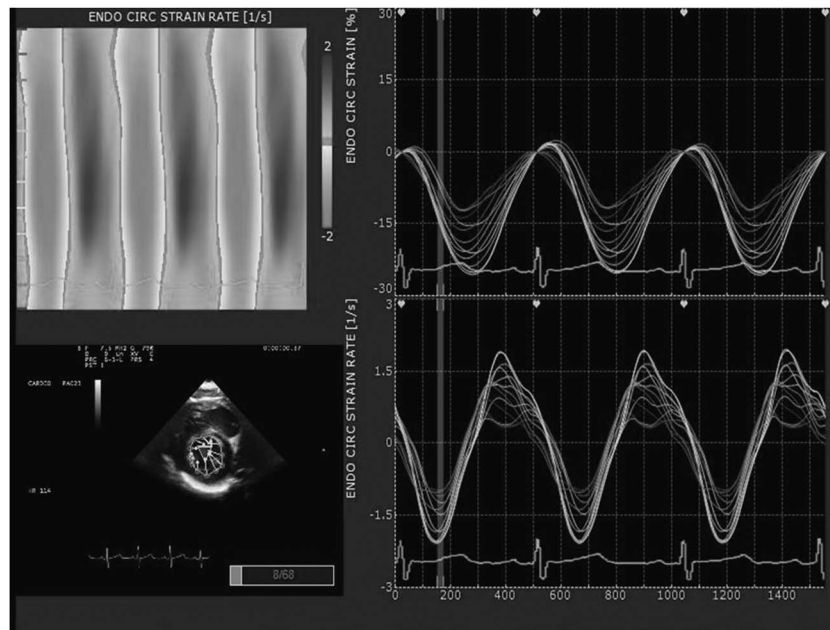 ENDO CIRC STRAIN RATE [1/s]
2
-2
ENDO CIRC STRAIN [%]
30
15
0
-15
-30
ENDO CIRC STRAIN RATE [1/s]
3
1.5
0
-1.5
-3
0 200 400 600 800 1000 1200 1400
CARDIO PAC21
HR 114
8/68